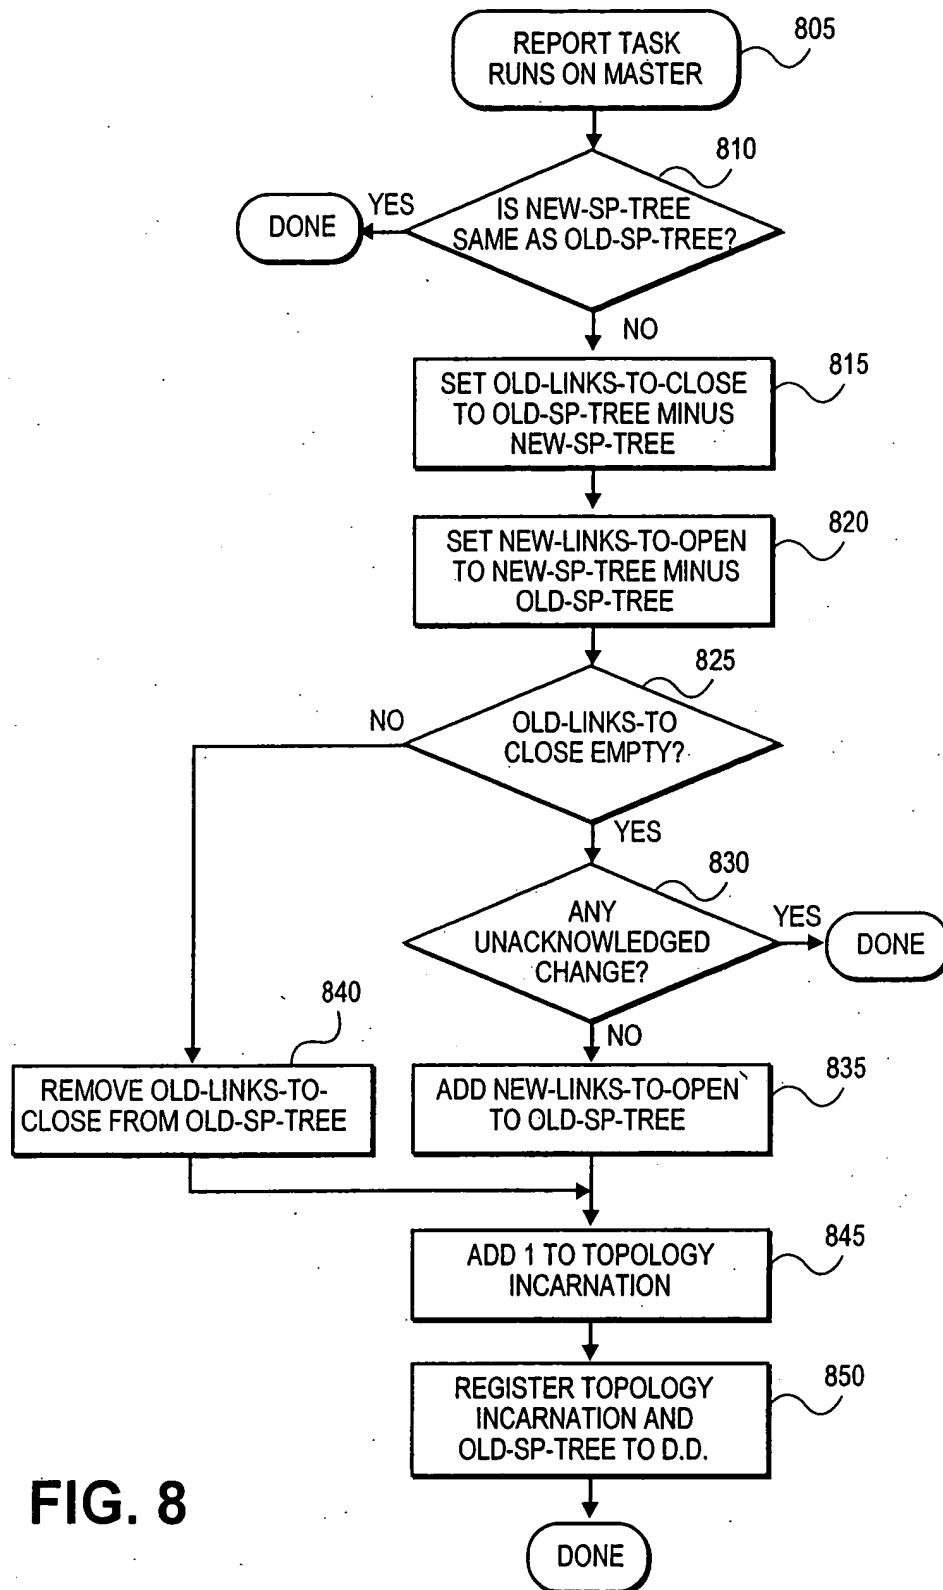 REPORT TASK
RUNS ON MASTER
805
810
IS NEW-SP-TREE
SAME AS OLD-SP-TREE?
YES
DONE
NO
SET OLD-LINKS-TO-CLOSE
TO OLD-SP-TREE MINUS
NEW-SP-TREE
815
SET NEW-LINKS-TO-OPEN
TO NEW-SP-TREE MINUS
OLD-SP-TREE
820
825
OLD-LINKS-TO
CLOSE EMPTY?
NO
YES
830
ANY
UNACKNOWLEDGED
CHANGE?
YES
DONE
NO
840
REMOVE OLD-LINKS-TO-
CLOSE FROM OLD-SP-TREE
ADD NEW-LINKS-TO-OPEN
TO OLD-SP-TREE
835
ADD 1 TO TOPOLOGY
INCARNATION
845
REGISTER TOPOLOGY
INCARNATION AND
OLD-SP-TREE TO D.D.
850
DONE
FIG. 8